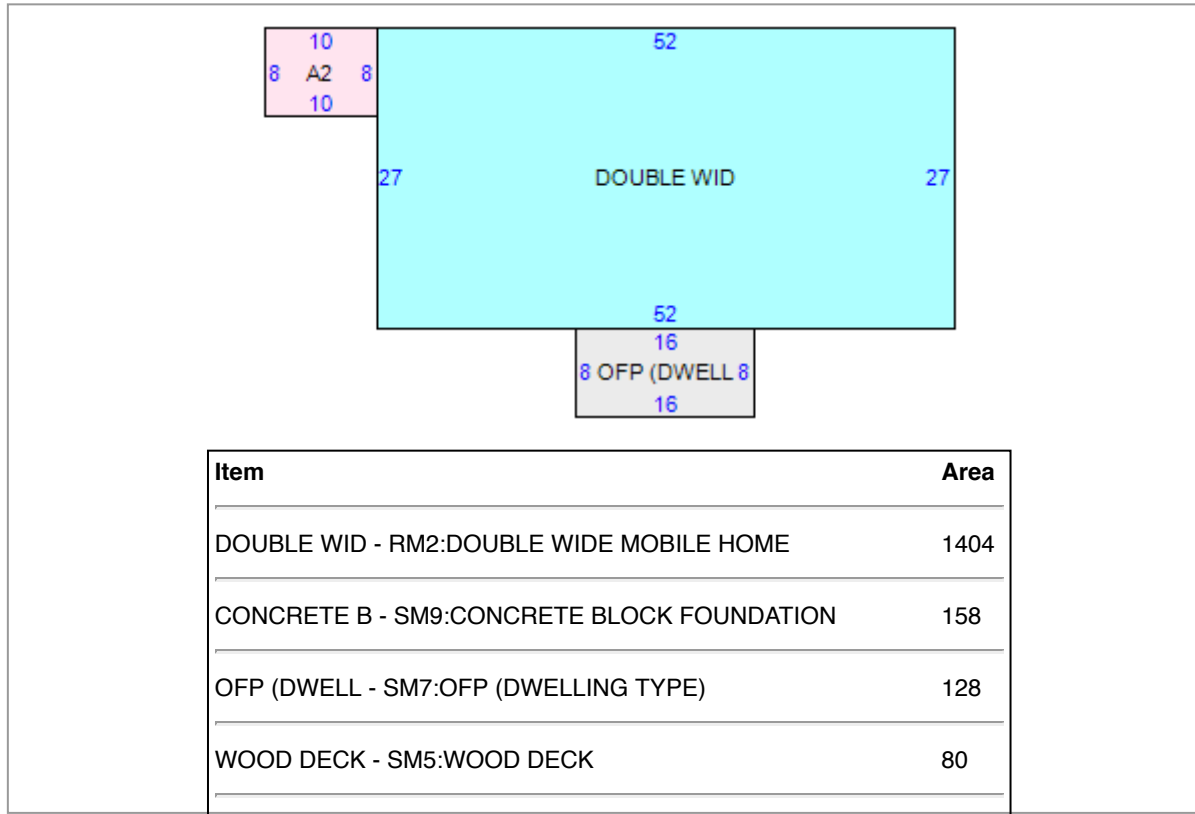 10 52
8 A2 8
10
27 DOUBLE WID 27
52
16
8 OFP (DWELL 8
16
Item Area
DOUBLE WID - RM2:DOUBLE WIDE MOBILE HOME 1404
CONCRETE B - SM9:CONCRETE BLOCK FOUNDATION 158
OFP (DWELL - SM7:OFP (DWELLING TYPE) 128
WOOD DECK - SM5:WOOD DECK 80